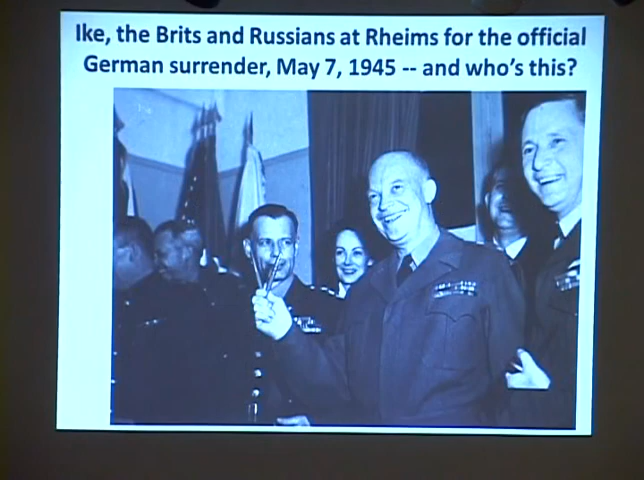 Ike, the Brits and Russians at Rheims for the official
German surrender, May 7, 1945 -- and who's this?